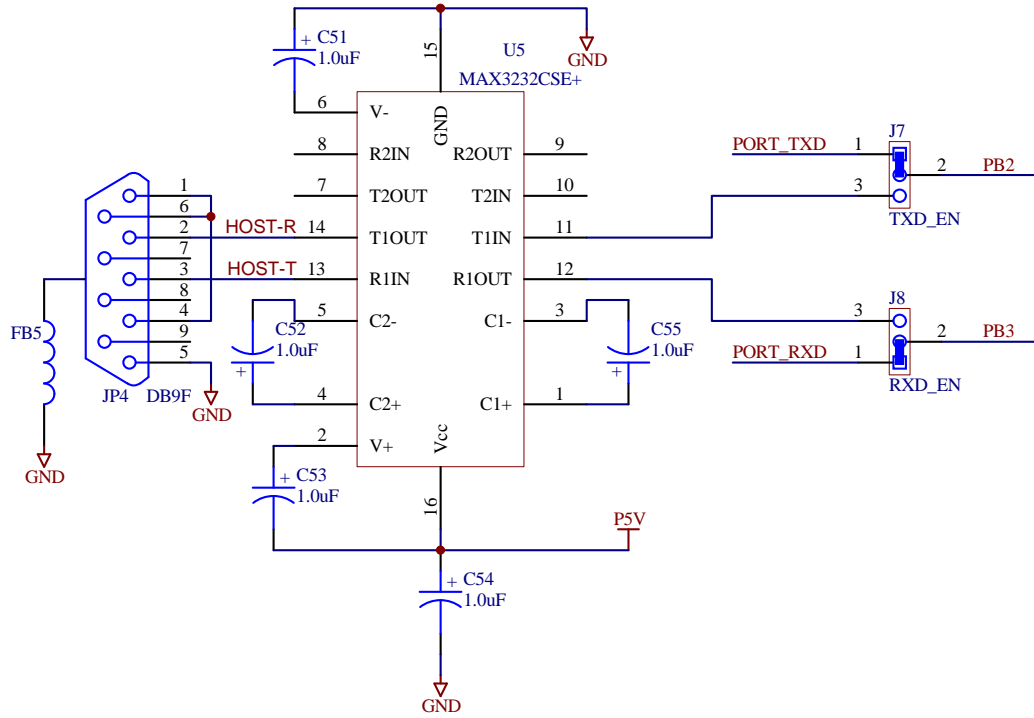 + C51
1.0uF
15
GND
U5
MAX3232CSE+
6 V-
GND
8 R2IN
R2OUT 9
7 T2OUT
T2IN 10
HOST-R 14 T1OUT
T1IN 11
HOST-T 13 R1IN
R1OUT 12
5 C2-
C1- 3
C52
1.0uF
+
C55
1.0uF
+
4 C2+
C1+ 1
2 V+
Vcc
+ C53
1.0uF
16
P5V
+ C54
1.0uF
GND
1
6
2
7
3
8
4
9
5
FB5
JP4 DB9F
GND
GND
J7
PORT_TXD 1
2 PB2
3
TXD_EN
J8
3
2 PB3
PORT_RXD 1
RXD_EN